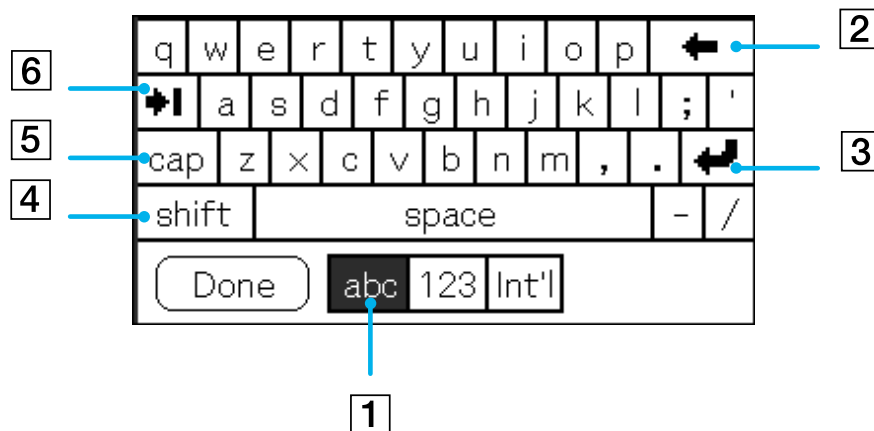 2
q w e r t y u i o p
6
a s d f g h j k l ; '
5
cap z x c v b n m , .
3
4
shift space - /
Done abc 123 Int'l
1